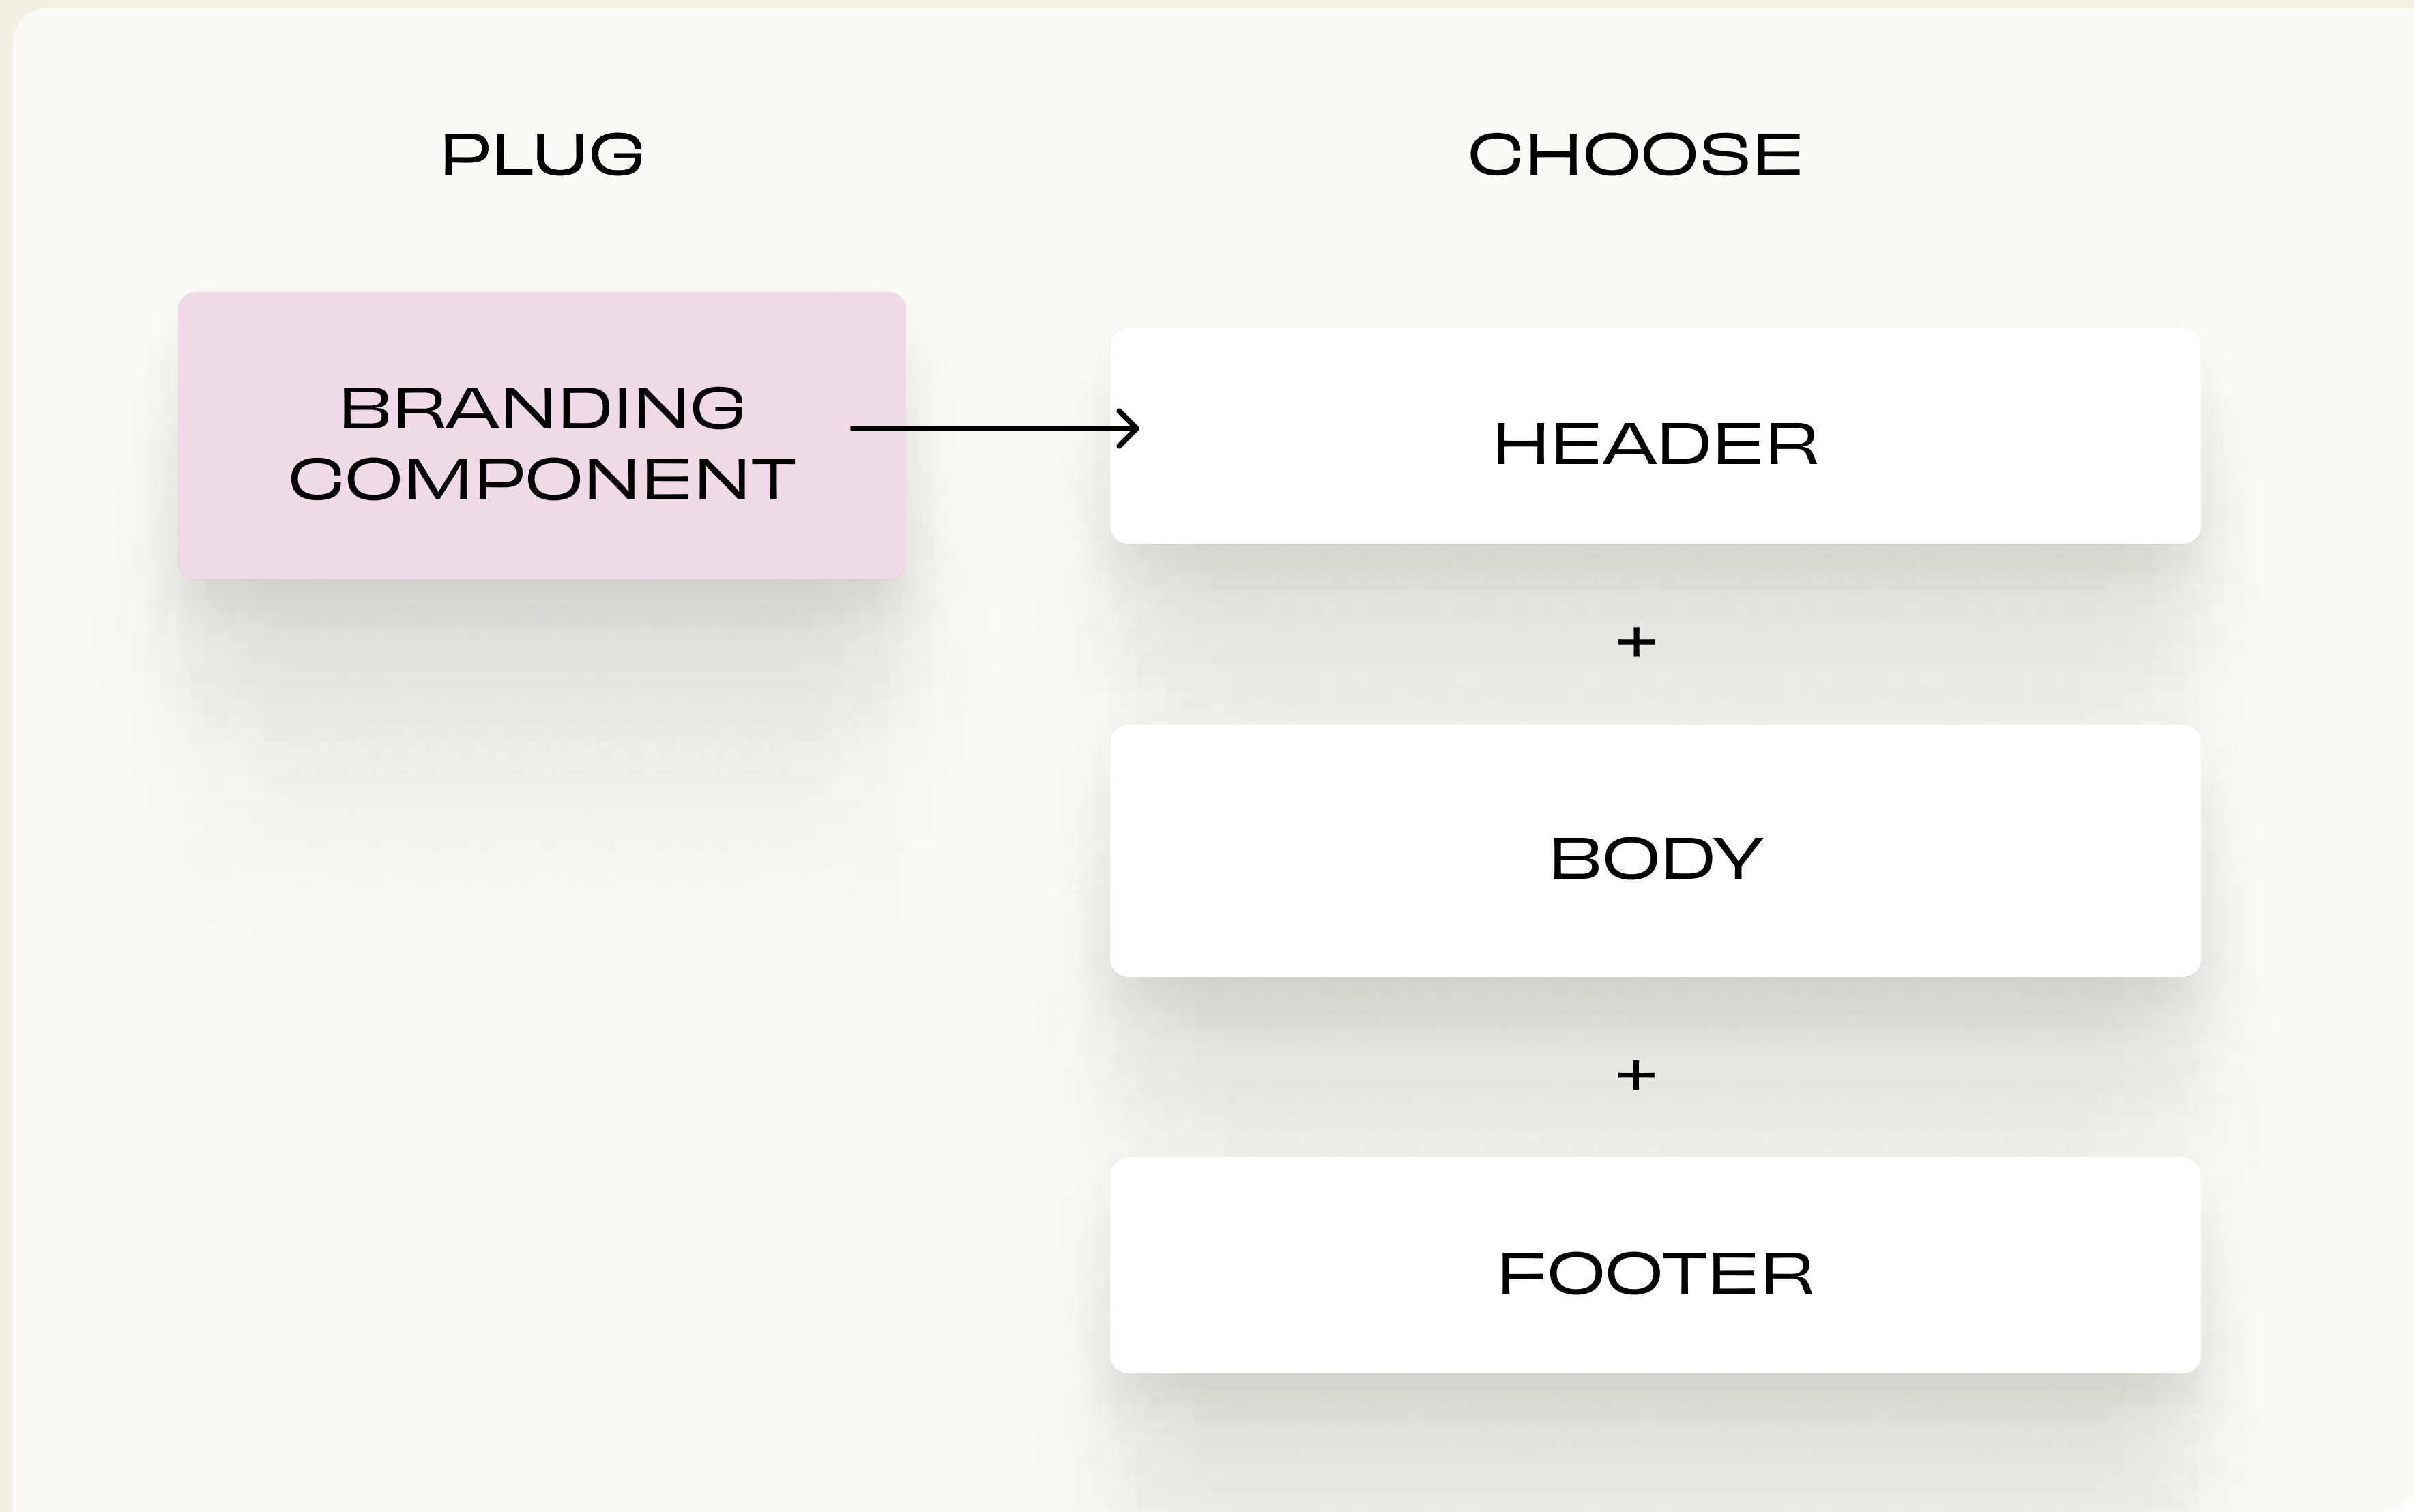 PLUG
CHOOSE
BRANDING
COMPONENT
HEADER
+
BODY
+
FOOTER